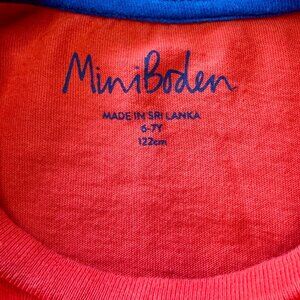 MiniBoden
MADE IN SRI LANKA
6-7Y
122cm